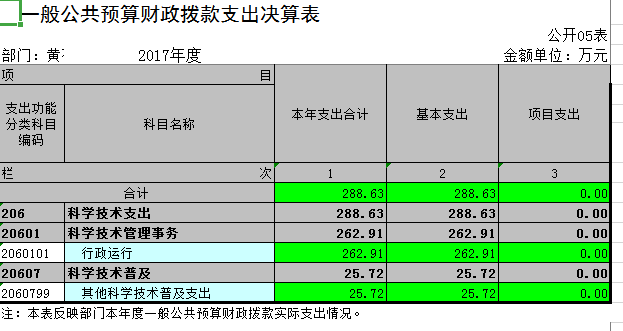 一般公共预算财政拨款支出决算表
公开05表
部门：黄 2017年度 金额单位：万元
项 目 本年支出合计 基本支出 项目支出
支出功能分类科目编码 科目名称
栏 次 1 2 3
合计 288.63 288.63 0.00
206 科学技术支出 288.63 288.63 0.00
20601 科学技术管理事务 262.91 262.91 0.00
2060101 行政运行 262.91 262.91 0.00
20607 科学技术普及 25.72 25.72 0.00
2060799 其他科学技术普及支出 25.72 25.72 0.00
注：本表反映部门本年度一般公共预算财政拨款实际支出情况。